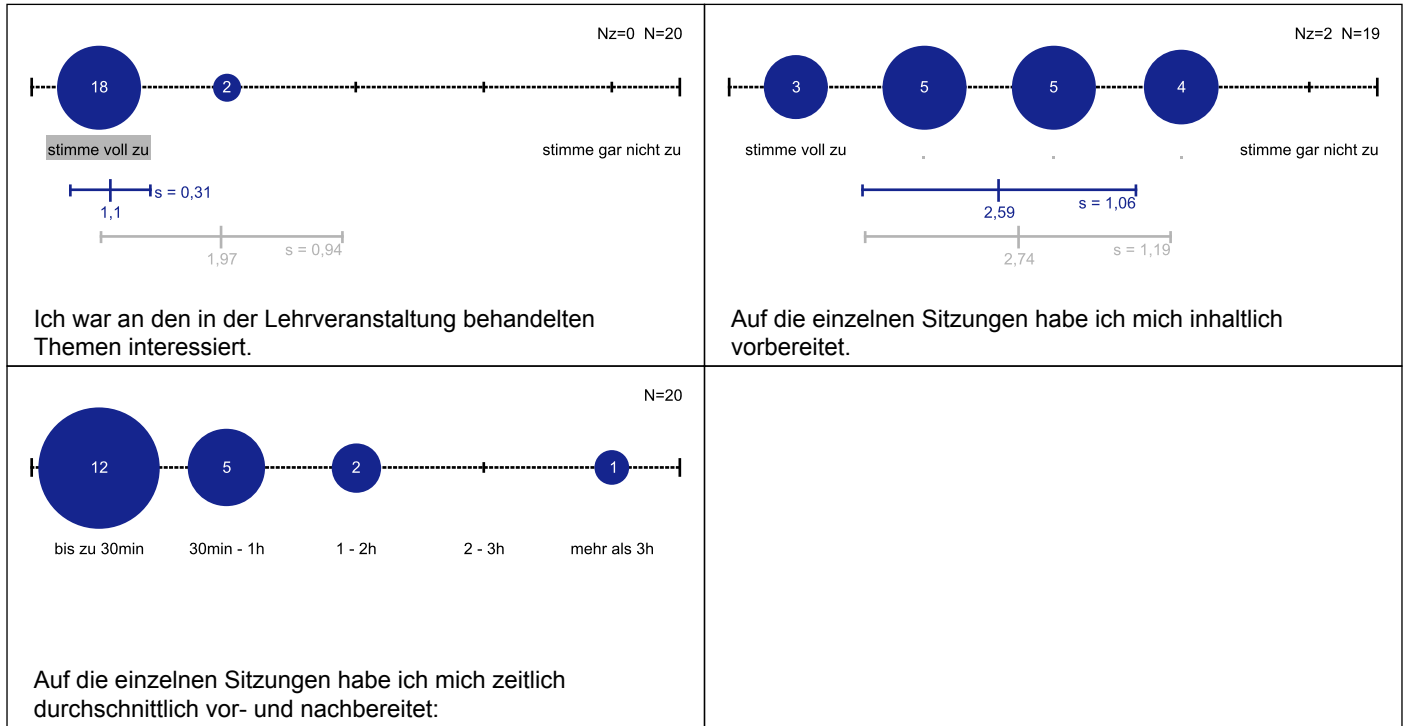 Nz=0 N=20
18
2
stimme voll zu
stimme gar nicht zu
s = 0,31
1,1
s = 0,94
1,97
Ich war an den in der Lehrveranstaltung behandelten
Themen interessiert.
Nz=2 N=19
3
5
5
4
stimme voll zu
.
.
.
stimme gar nicht zu
s = 1,06
2,59
s = 1,19
2,74
Auf die einzelnen Sitzungen habe ich mich inhaltlich
vorbereitet.
N=20
12
5
2
1
bis zu 30min
30min - 1h
1 - 2h
2 - 3h
mehr als 3h
Auf die einzelnen Sitzungen habe ich mich zeitlich
durchschnittlich vor- und nachbereitet: